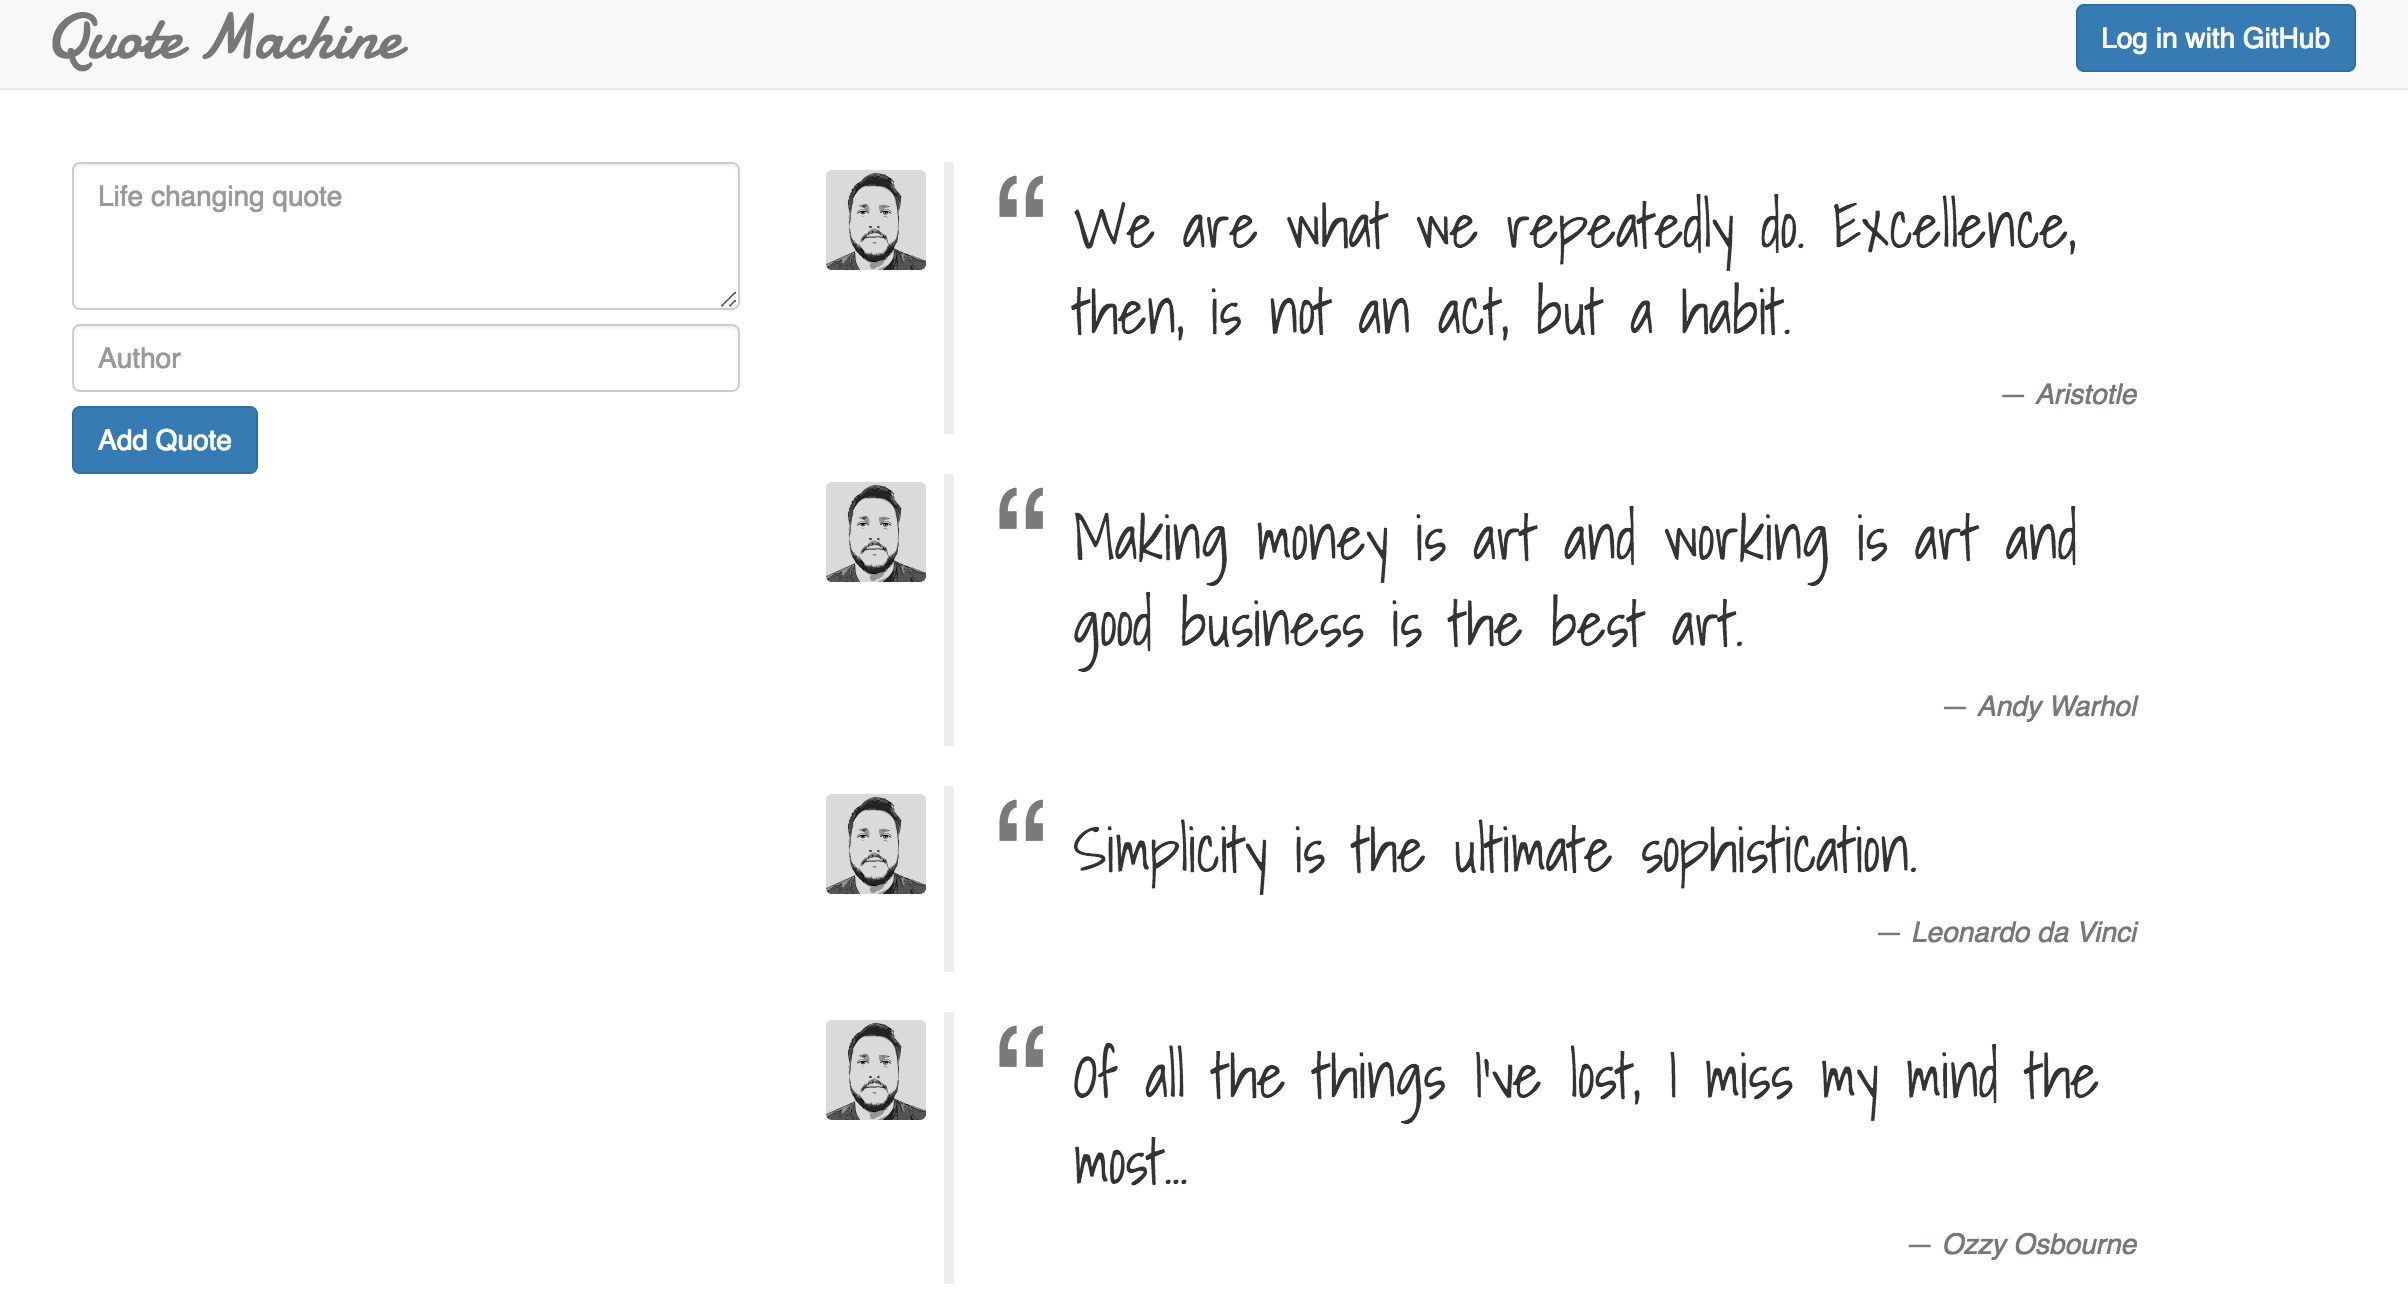 Quote Machine
Log in with GitHub
Life changing quote
Author
Add Quote
“ We are what we repeatedly do. Excellence,
then, is not an act, but a habit.
— Aristotle
“ Making money is art and working is art and
good business is the best art.
— Andy Warhol
“ Simplicity is the ultimate sophistication.
— Leonardo da Vinci
“ Of all the things I've lost, I miss my mind the
most...
— Ozzy Osbourne